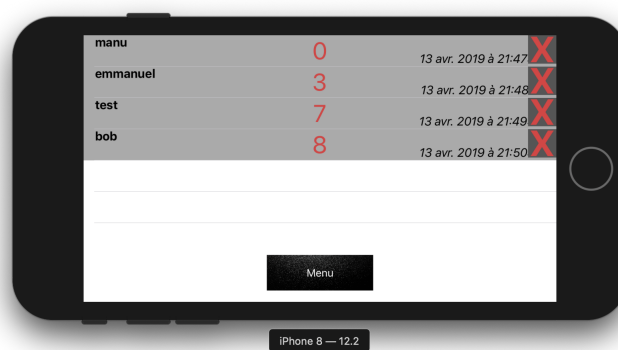 manu 0 13 avr. 2019 à 21:47 X
emmanuel 3 13 avr. 2019 à 21:48 X
test 7 13 avr. 2019 à 21:49 X
bob 8 13 avr. 2019 à 21:50 X
Menu
iPhone 8 — 12.2